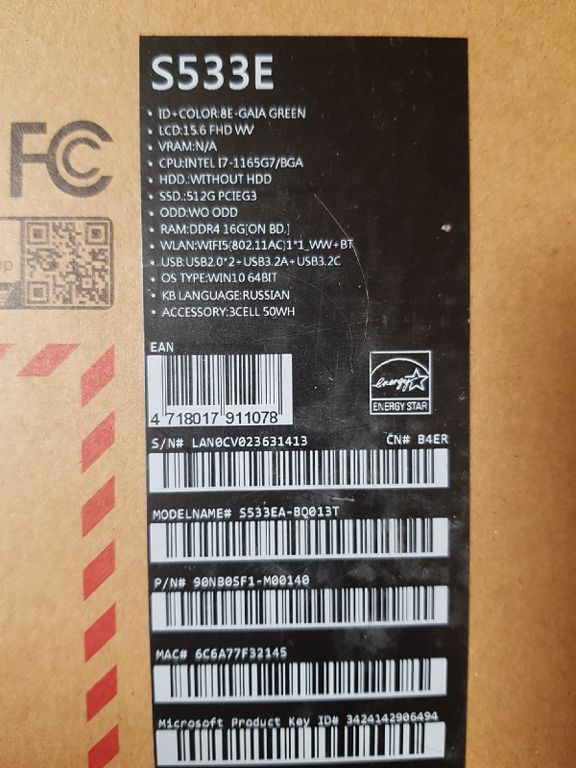 S533E
• ID+COLOR:8E-GAIA GREEN
• LCD:15.6 FHD WV
• VRAM:N/A
• CPU:INTEL I7-1165G7/BGA
• HDD.:WITHOUT HDD
• SSD.:512G PCIEG3
• ODD:WO ODD
• RAM:DDR4 16G[ON BD.]
• WLAN:WIFI5(802.11AC)1*1_WW+BT
• USB:USB2.0*2+USB3.2A+USB3.2C
• OS TYPE:WIN10 64BIT
• KB LANGUAGE:RUSSIAN
• ACCESSORY:3CELL 50WH
FC
EAN
4 718017 911078
energy
ENERGY STAR
S/N# LAN0CV023631413 CN# B4ER
MODELNAME# S533EA-BQ013T
P/N# 90NB0SF1-M00140
MAC# 6C6A77F32145
Microsoft Product Key ID# 3424142906494